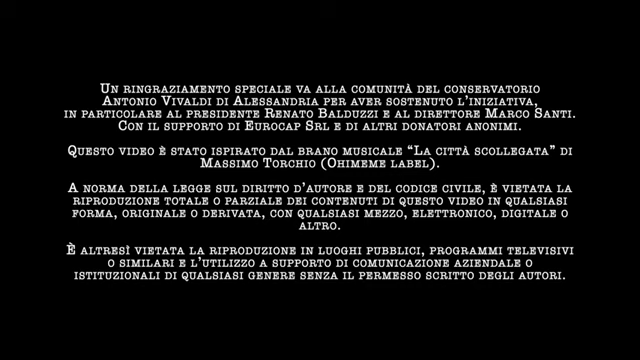 Un ringraziamento speciale va alla comunità del conservatorio
Antonio Vivaldi di Alessandria per aver sostenuto l'iniziativa,
in particolare al presidente Renato Balduzzi e al direttore Marco Santi.
Con il supporto di Eurocap Srl e di altri donatori anonimi.
Questo video è stato ispirato dal brano musicale “La città scollegata” di
Massimo Torchio (Ohimeme label).
A norma della legge sul diritto d'autore e del codice civile, è vietata la
riproduzione totale o parziale dei contenuti di questo video in qualsiasi
forma, originale o derivata, con qualsiasi mezzo, elettronico, digitale o
altro.
È altresì vietata la riproduzione in luoghi pubblici, programmi televisivi
o similari e l'utilizzo a supporto di comunicazione aziendale o
istituzionali di qualsiasi genere senza il permesso scritto degli autori.